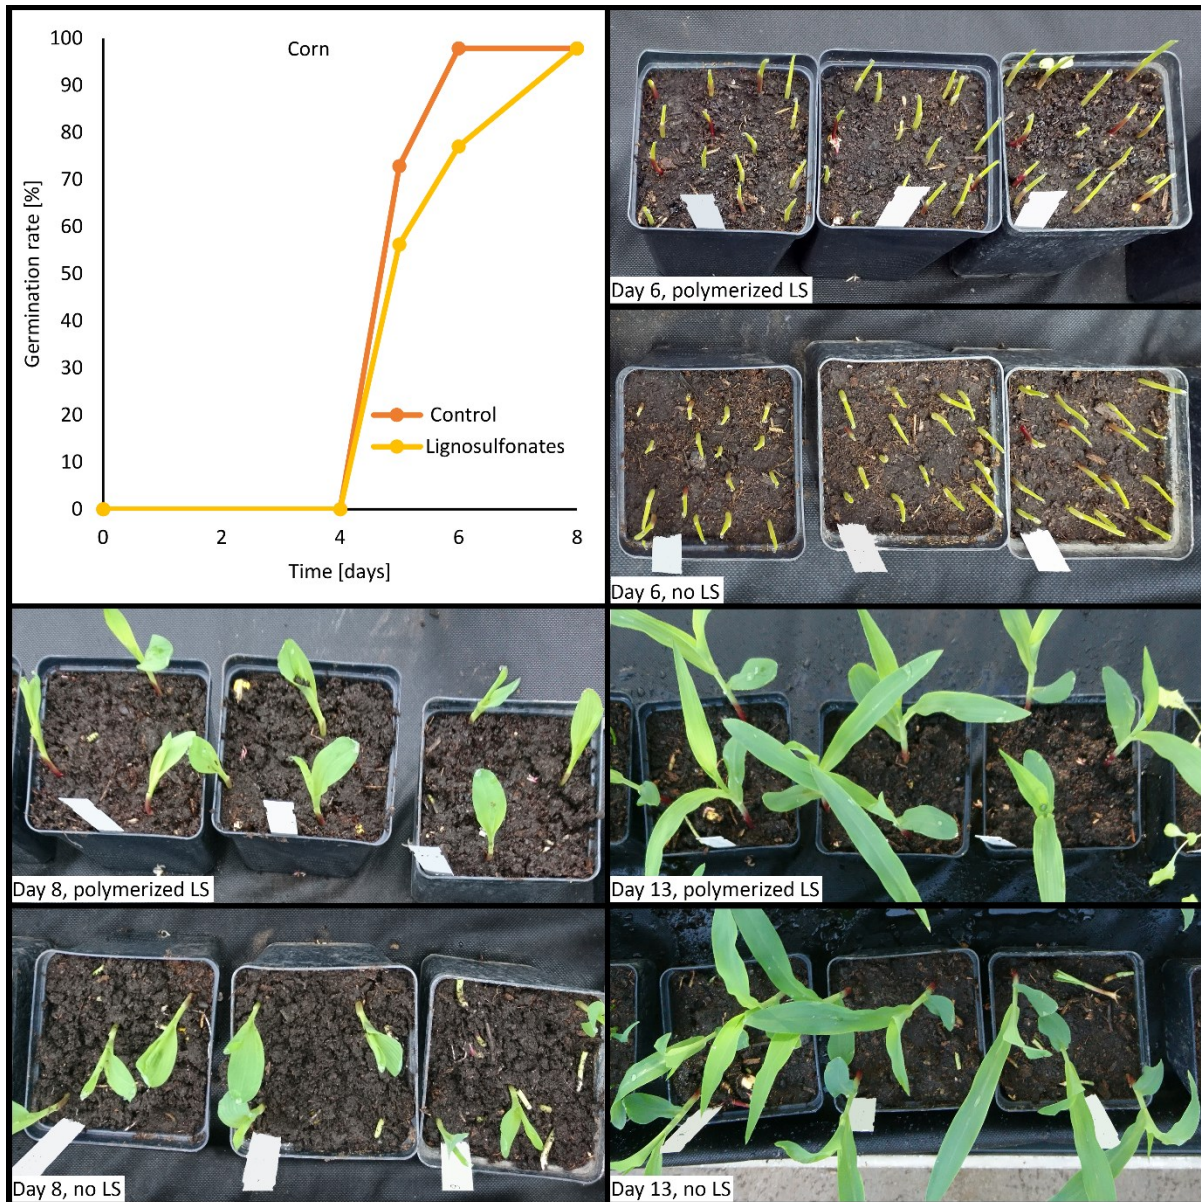 Corn
Germination rate [%]
100
90
80
70
60
50
40
30
20
10
0
Control
Lignosulfonates
0 2 4 6 8
Time [days]
Day 6, polymerized LS
Day 6, no LS
Day 8, polymerized LS
Day 13, polymerized LS
Day 8, no LS
Day 13, no LS